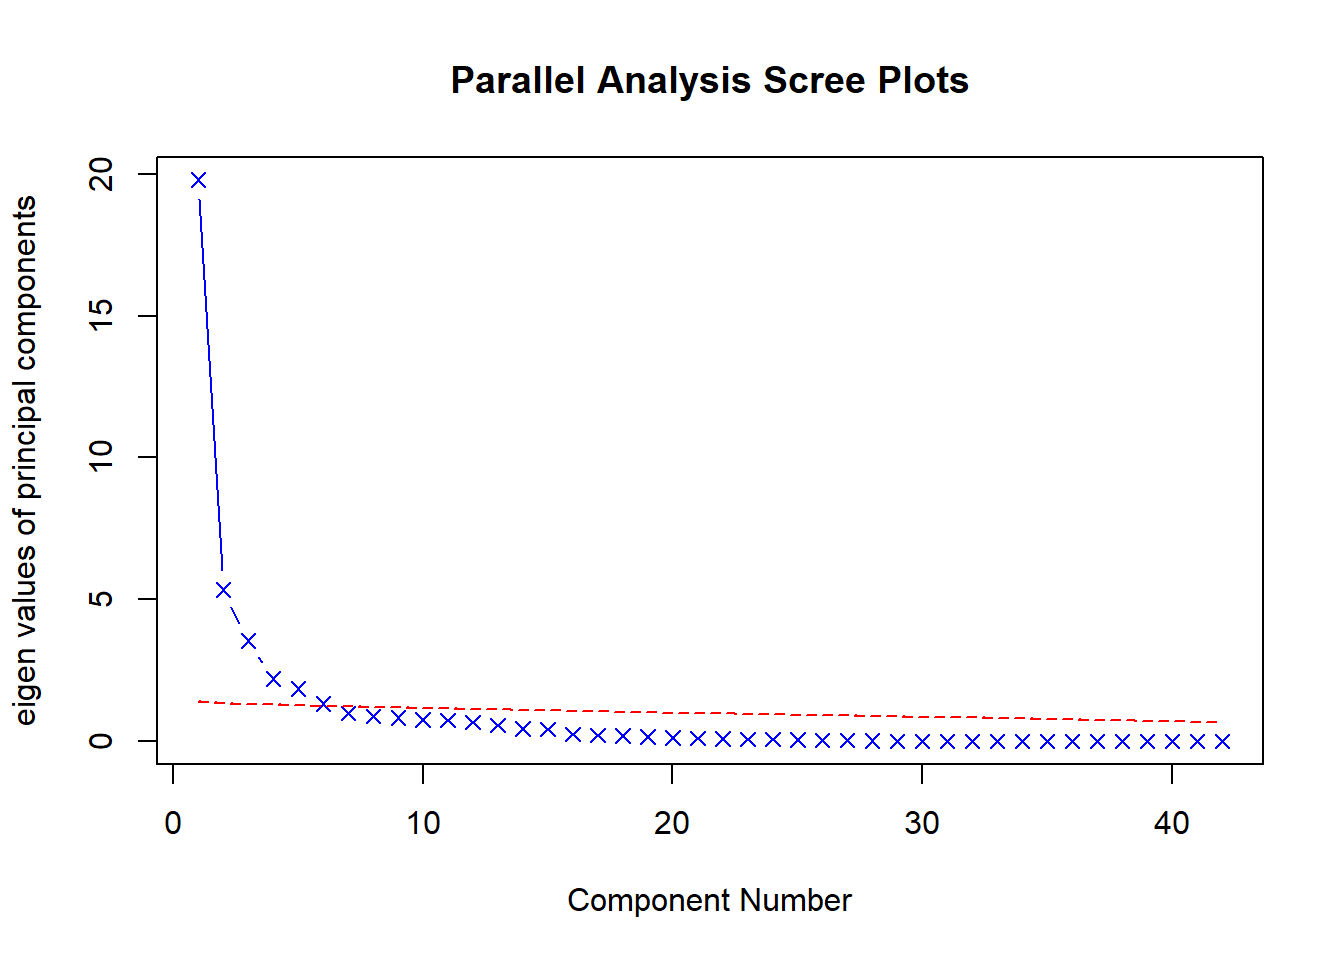 Parallel Analysis Scree Plots
eigen values of principal components
20
15
10
5
0
0 10 20 30 40
Component Number